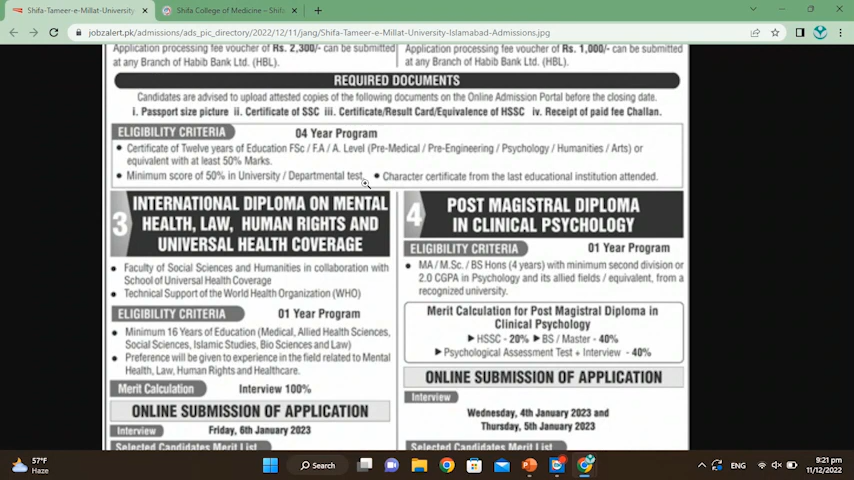 Shifa-Tameer-e-Millat-University
Shifa College of Medicine – Shifa
jobzalert.pk/admissions/ads_pic_directory/2022/12/11/jang/Shifa-Tameer-e-Millat-University-Islamabad-Admissions.jpg
Application processing fee voucher of Rs. 2,300/- can be submitted
at any Branch of Habib Bank Ltd. (HBL).
Application processing fee voucher of Rs. 1,000/- can be submitted
at any Branch of Habib Bank Ltd. (HBL).
REQUIRED DOCUMENTS
Candidates are advised to upload attested copies of the following documents on the Online Admission Portal before the closing date.
i. Passport size picture ii. Certificate of SSC iii. Certificate/Result Card/Equivalence of HSSC iv. Receipt of paid fee Challan.
ELIGIBILITY CRITERIA 04 Year Program
• Certificate of Twelve years of Education FSc / F.A / A. Level (Pre-Medical / Pre-Engineering / Psychology / Humanities / Arts) or
equivalent with at least 50% Marks.
• Minimum score of 50% in University / Departmental test. • Character certificate from the last educational institution attended.
3 INTERNATIONAL DIPLOMA ON MENTAL
HEALTH, LAW, HUMAN RIGHTS AND
UNIVERSAL HEALTH COVERAGE
• Faculty of Social Sciences and Humanities in collaboration with
School of Universal Health Coverage
• Technical Support of the World Health Organization (WHO)
ELIGIBILITY CRITERIA 01 Year Program
• Minimum 16 Years of Education (Medical, Allied Health Sciences,
Social Sciences, Islamic Studies, Bio Sciences and Law)
• Preference will be given to experience in the field related to Mental
Health, Law, Human Rights and Healthcare.
Merit Calculation Interview 100%
ONLINE SUBMISSION OF APPLICATION
Interview Friday, 6th January 2023
Selected Candidates Merit List
4 POST MAGISTRAL DIPLOMA
IN CLINICAL PSYCHOLOGY
ELIGIBILITY CRITERIA 01 Year Program
• MA / M.Sc. / BS Hons (4 years) with minimum second division or
2.0 CGPA in Psychology and its allied fields / equivalent, from a
recognized university.
Merit Calculation for Post Magistral Diploma in
Clinical Psychology
▶ HSSC - 20% ▶ BS / Master - 40%
▶ Psychological Assessment Test + Interview - 40%
ONLINE SUBMISSION OF APPLICATION
Interview
Wednesday, 4th January 2023 and
Thursday, 5th January 2023
Selected Candidates Merit List
57°F
Haze
Search
ENG
9:21 pm
11/12/2022